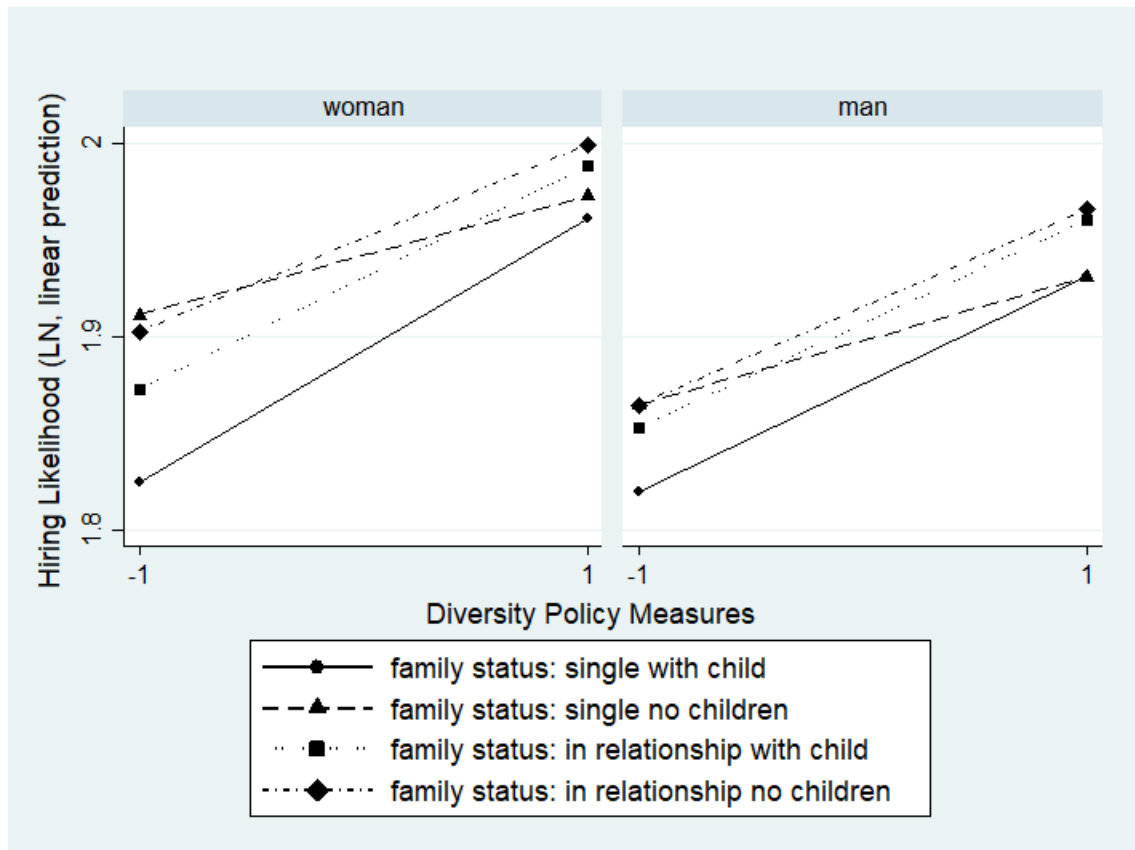 woman
man
Hiring Likelihood (LN, linear prediction)
2
1.9
1.8
-1
1
-1
1
Diversity Policy Measures
family status: single with child
family status: single no children
family status: in relationship with child
family status: in relationship no children